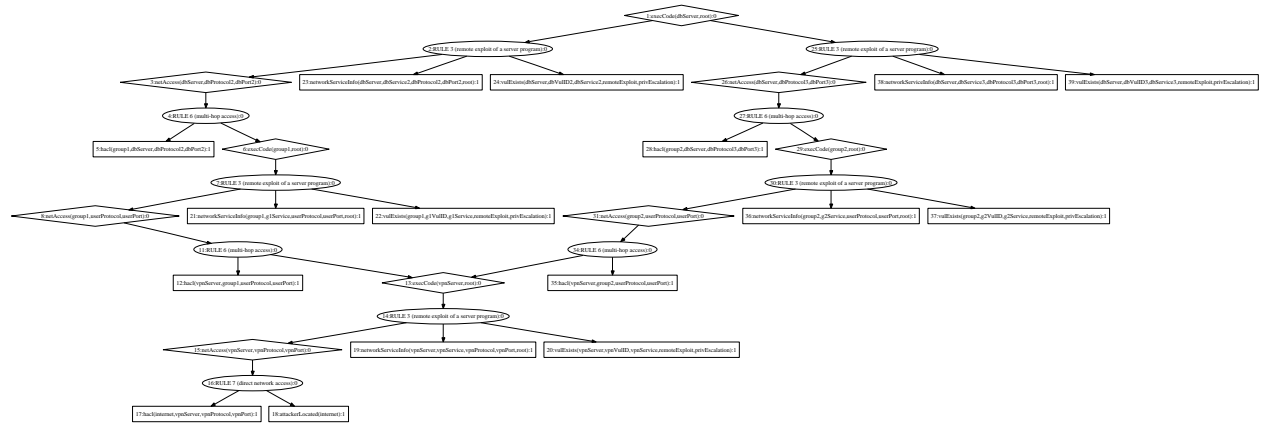 1:execCode(dbServer,root):0
2:RULE 3 (remote exploit of a server program):0
25:RULE 3 (remote exploit of a server program):0
3:netAccess(dbServer,dbProtocol2,dbPort2):0
23:networkServiceInfo(dbServer,dbService2,dbProtocol2,dbPort2,root):1
24:vulExists(dbServer,dbVulID2,dbService2,remoteExploit,privEscalation):1
26:netAccess(dbServer,dbProtocol3,dbPort3):0
38:networkServiceInfo(dbServer,dbService3,dbProtocol3,dbPort3,root):1
39:vulExists(dbServer,dbVulID3,dbService3,remoteExploit,privEscalation):1
4:RULE 6 (multi-hop access):0
27:RULE 6 (multi-hop access):0
5:hacl(group1,dbServer,dbProtocol2,dbPort2):1
6:execCode(group1,root):0
28:hacl(group2,dbServer,dbProtocol3,dbPort3):1
29:execCode(group2,root):0
7:RULE 3 (remote exploit of a server program):0
30:RULE 3 (remote exploit of a server program):0
8:netAccess(group1,userProtocol,userPort):0
21:networkServiceInfo(group1,g1Service,userProtocol,userPort,root):1
22:vulExists(group1,g1VulID,g1Service,remoteExploit,privEscalation):1
31:netAccess(group2,userProtocol,userPort):0
36:networkServiceInfo(group2,g2Service,userProtocol,userPort,root):1
37:vulExists(group2,g2VulID,g2Service,remoteExploit,privEscalation):1
11:RULE 6 (multi-hop access):0
34:RULE 6 (multi-hop access):0
12:hacl(vpnServer,group1,userProtocol,userPort):1
13:execCode(vpnServer,root):0
35:hacl(vpnServer,group2,userProtocol,userPort):1
14:RULE 3 (remote exploit of a server program):0
15:netAccess(vpnServer,vpnProtocol,vpnPort):0
19:networkServiceInfo(vpnServer,vpnService,vpnProtocol,vpnPort,root):1
20:vulExists(vpnServer,vpnVulID,vpnService,remoteExploit,privEscalation):1
16:RULE 7 (direct network access):0
17:hacl(internet,vpnServer,vpnProtocol,vpnPort):1
18:attackerLocated(internet):1